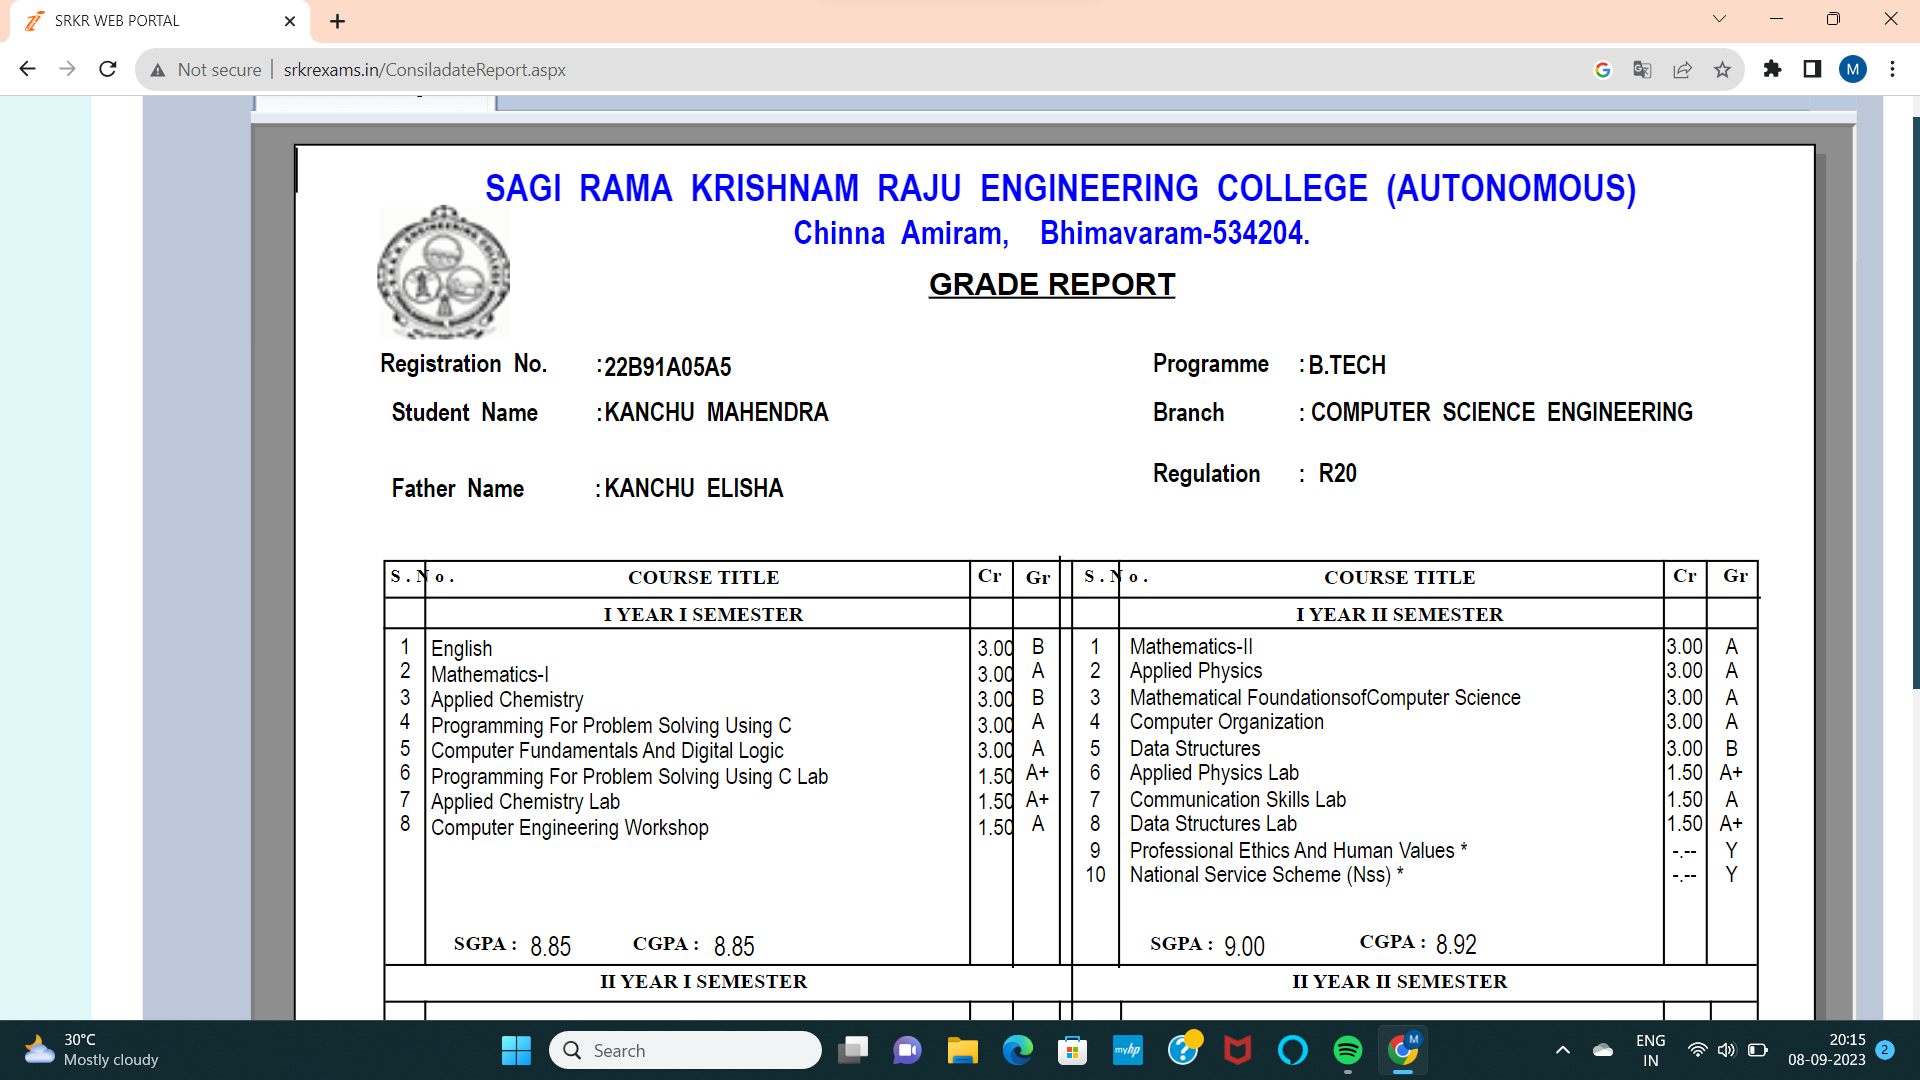 SRKR WEB PORTAL
Not secure | srkrexams.in/ConsiladateReport.aspx
M
SAGI RAMA KRISHNAM RAJU ENGINEERING COLLEGE (AUTONOMOUS)
Chinna Amiram, Bhimavaram-534204.
GRADE REPORT
Registration No. :22B91A05A5 Programme : B.TECH
Student Name :KANCHU MAHENDRA Branch : COMPUTER SCIENCE ENGINEERING
Father Name :KANCHU ELISHA Regulation : R20
S.No. COURSE TITLE Cr Gr S.No. COURSE TITLE Cr Gr
I YEAR I SEMESTER I YEAR II SEMESTER
1 English 3.00 B 1 Mathematics-II 3.00 A
2 Mathematics-I 3.00 A 2 Applied Physics 3.00 A
3 Applied Chemistry 3.00 B 3 Mathematical FoundationsofComputer Science 3.00 A
4 Programming For Problem Solving Using C 3.00 A 4 Computer Organization 3.00 A
5 Computer Fundamentals And Digital Logic 3.00 A 5 Data Structures 3.00 B
6 Programming For Problem Solving Using C Lab 1.50 A+ 6 Applied Physics Lab 1.50 A+
7 Applied Chemistry Lab 1.50 A+ 7 Communication Skills Lab 1.50 A
8 Computer Engineering Workshop 1.50 A 8 Data Structures Lab 1.50 A+
9 Professional Ethics And Human Values * -.-- Y
10 National Service Scheme (Nss) * -.-- Y
SGPA : 8.85 CGPA : 8.85 SGPA : 9.00 CGPA : 8.92
II YEAR I SEMESTER II YEAR II SEMESTER
30°C
Mostly cloudy
Search
myhp
M
ENG
IN
20:15
08-09-2023
2